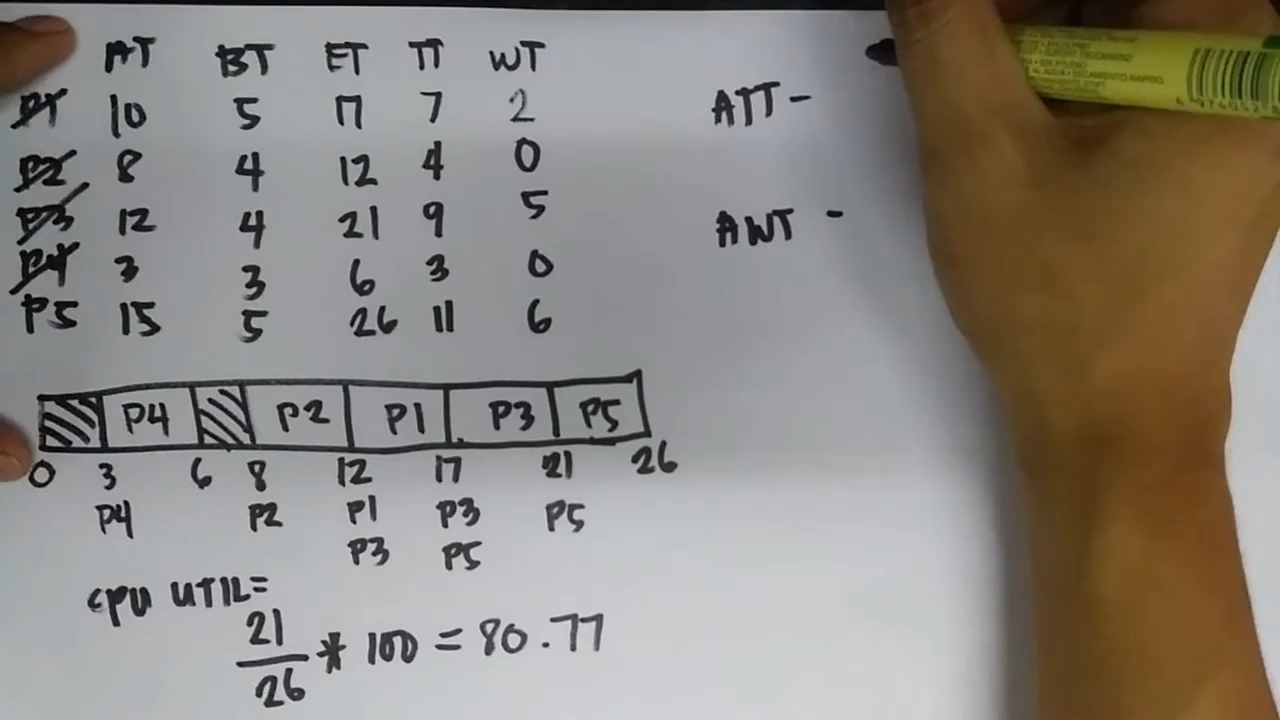 AT BT ET TT WT
P1 10 5 17 7 2
P2 8 4 12 4 0
P3 12 4 21 9 5
P4 3 3 6 3 0
P5 15 5 26 11 6
ATT -
AWT -
P4 P2 P1 P3 P5
0 3 6 8 12 17 21 26
P4 P2 P1 P3 P5
P3 P5
CPU UTIL=
21
26 * 100 = 80.77